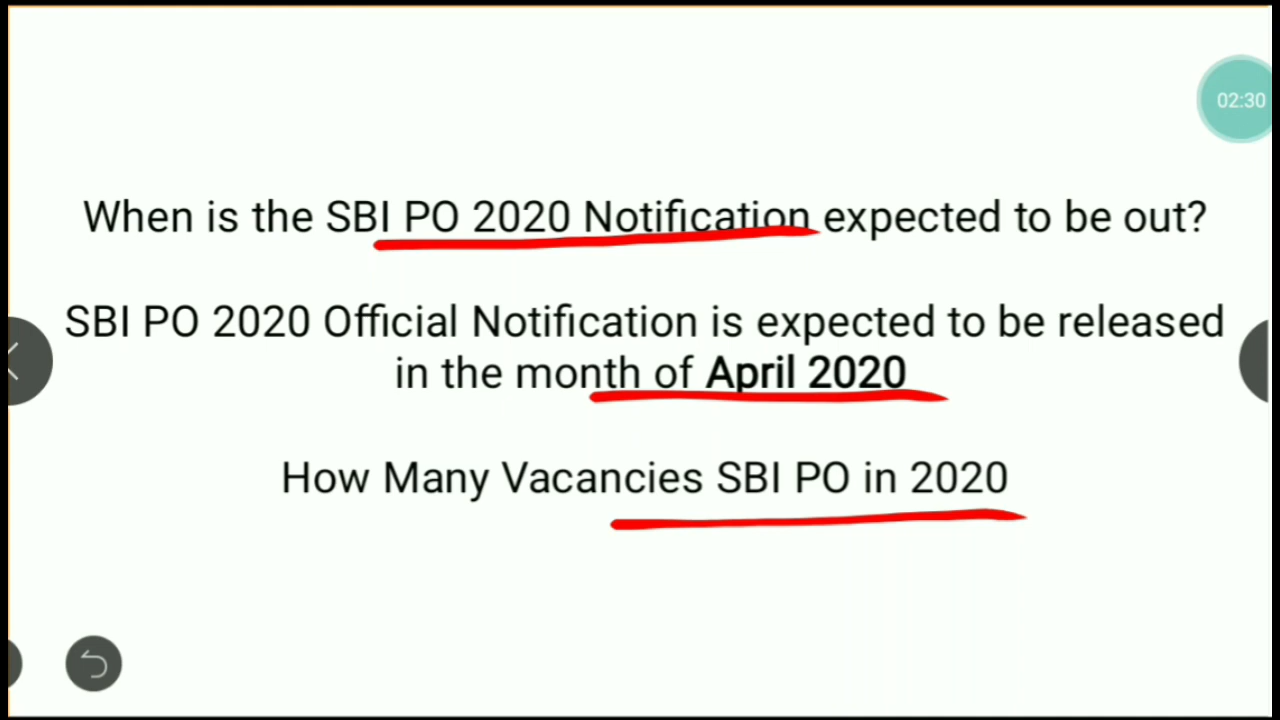 02:30
When is the SBI PO 2020 Notification expected to be out?
SBI PO 2020 Official Notification is expected to be released
in the month of April 2020
How Many Vacancies SBI PO in 2020